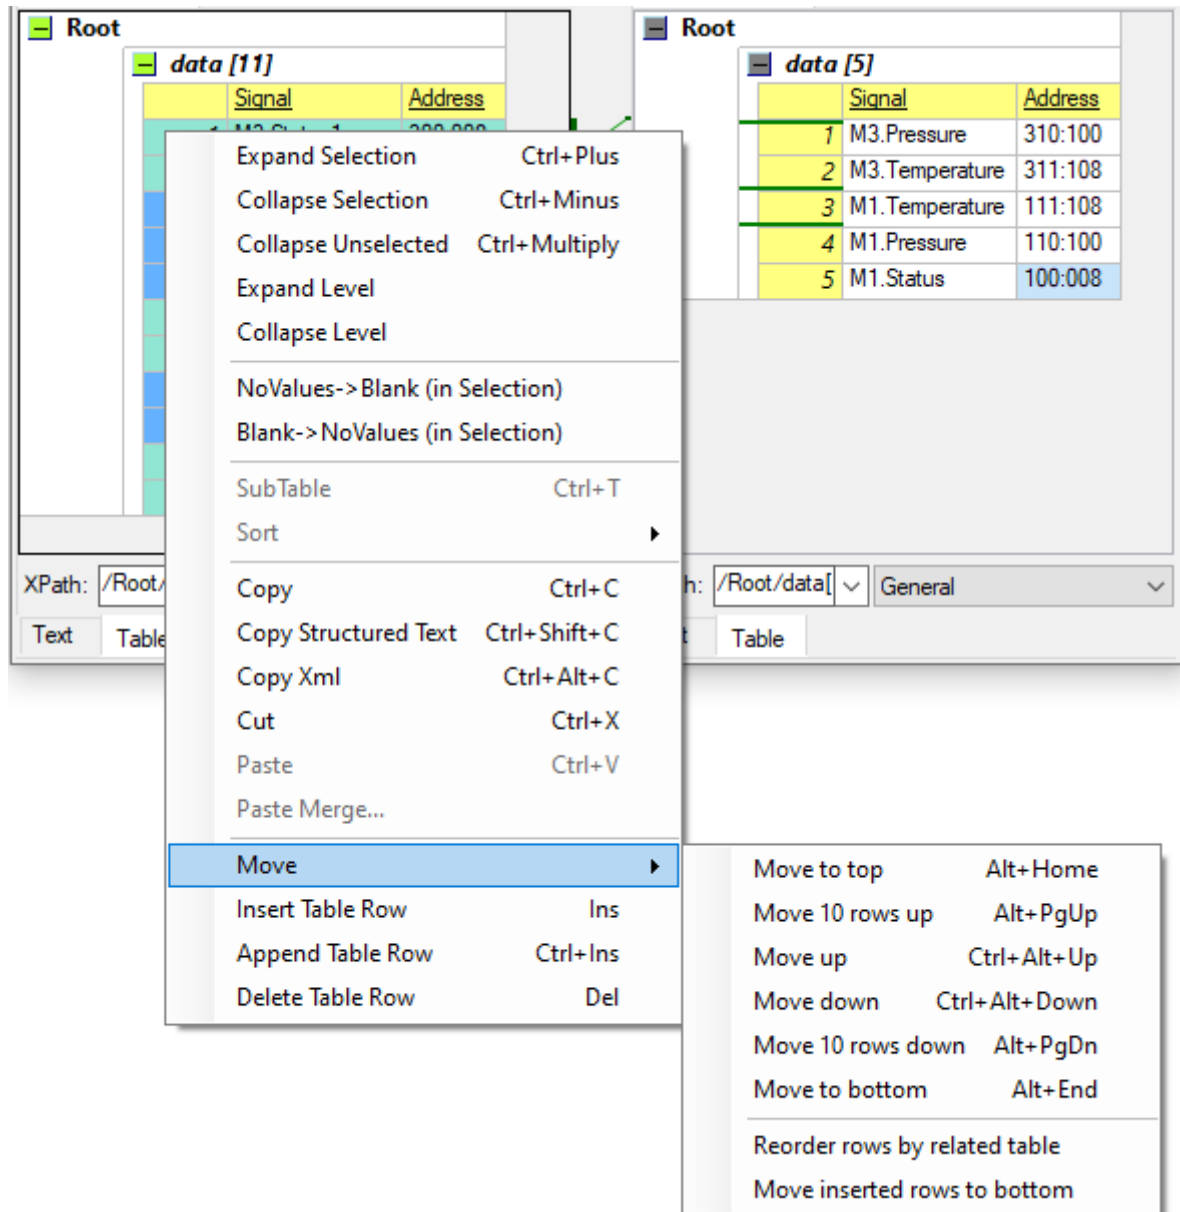 Root
data [11]
Signal Address
Root
data [5]
Signal Address
1 M3.Pressure 310:100
2 M3.Temperature 311:108
3 M1.Temperature 111:108
4 M1.Pressure 110:100
5 M1.Status 100:008
Expand Selection Ctrl+Plus
Collapse Selection Ctrl+Minus
Collapse Unselected Ctrl+Multiply
Expand Level
Collapse Level
NoValues->Blank (in Selection)
Blank->NoValues (in Selection)
SubTable Ctrl+T
Sort
Copy Ctrl+C
Copy Structured Text Ctrl+Shift+C
Copy Xml Ctrl+Alt+C
Cut Ctrl+X
Paste Ctrl+V
Paste Merge...
Move
Insert Table Row Ins
Append Table Row Ctrl+Ins
Delete Table Row Del
XPath: /Root/
h: /Root/data[ General
Text Table
t Table
Move to top Alt+Home
Move 10 rows up Alt+PgUp
Move up Ctrl+Alt+Up
Move down Ctrl+Alt+Down
Move 10 rows down Alt+PgDn
Move to bottom Alt+End
Reorder rows by related table
Move inserted rows to bottom